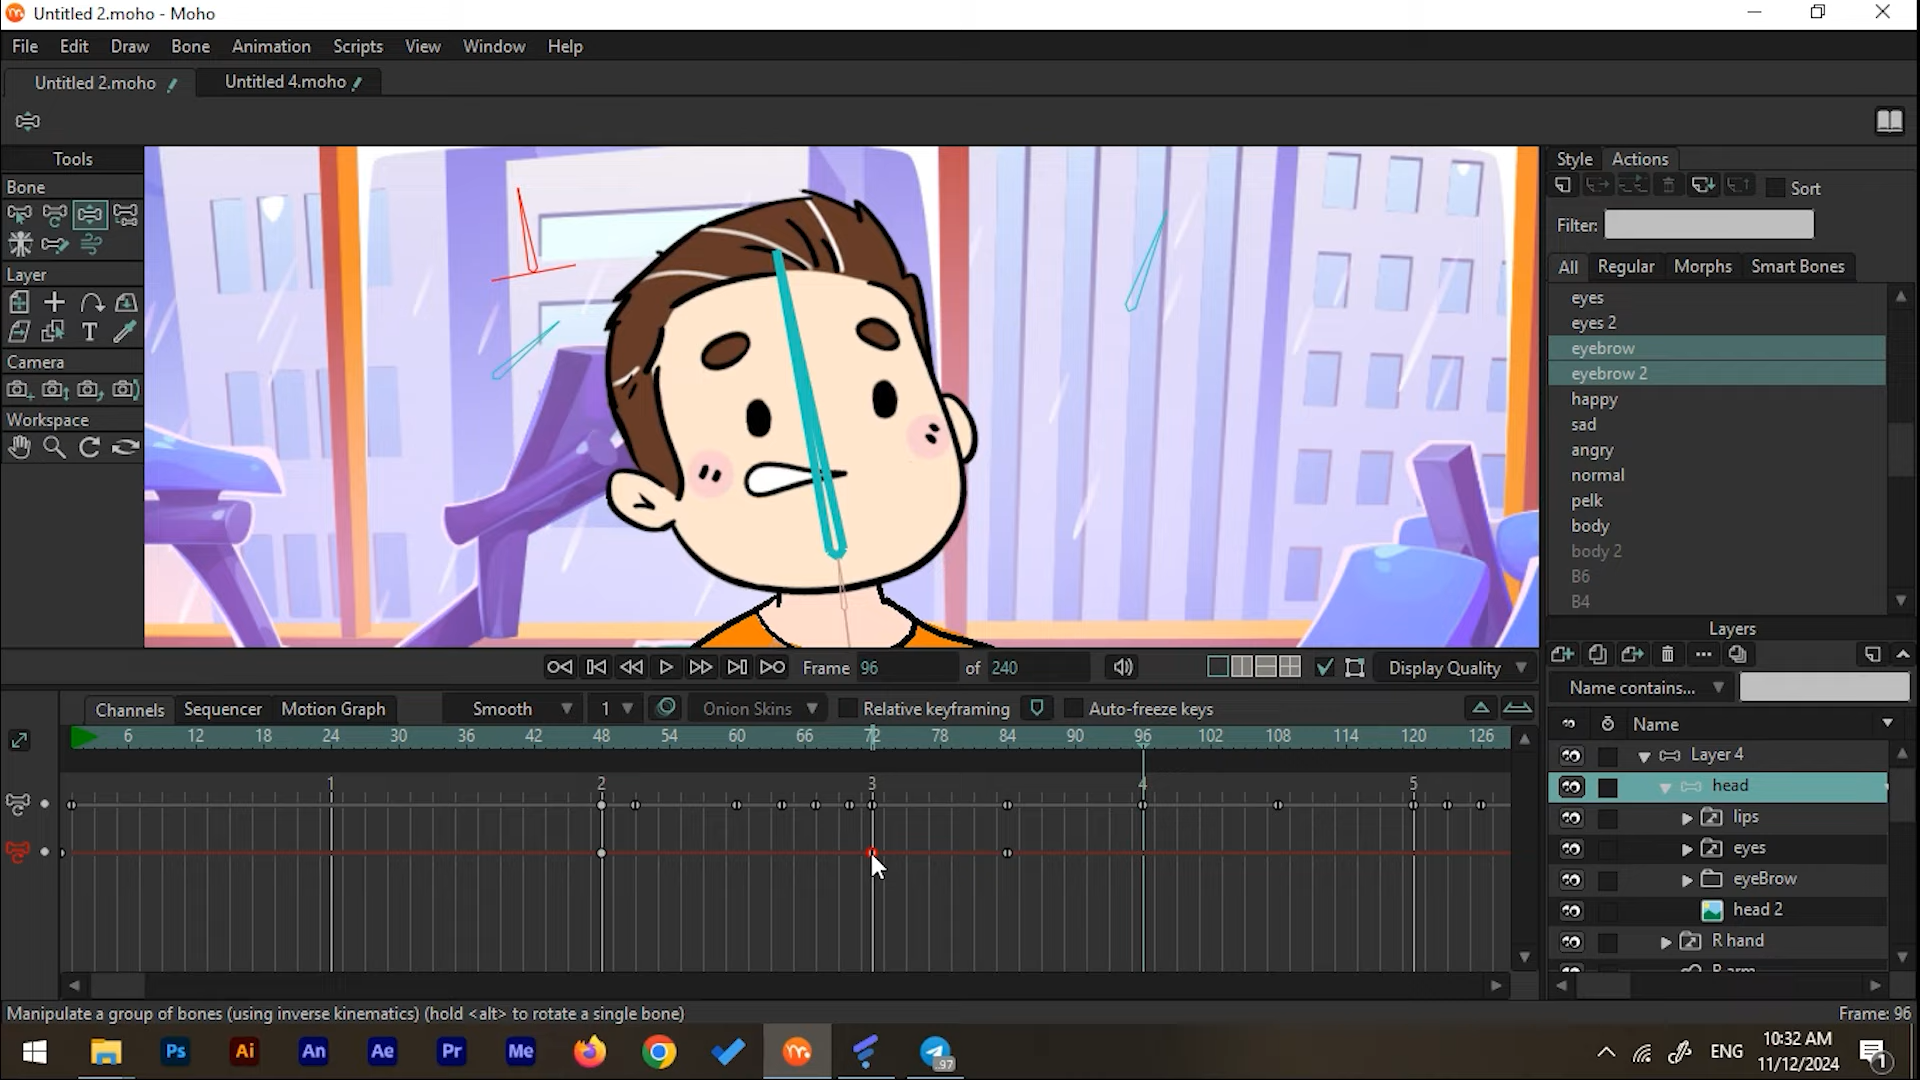 Untitled 2.moho - Moho
File Edit Draw Bone Animation Scripts View Window Help
Untitled 2.moho Untitled 4.moho
Tools
Bone
Layer
T
Camera
Workspace
Style Actions
Sort
Filter:
All Regular Morphs Smart Bones
eyes
eyes 2
eyebrow
eyebrow 2
happy
sad
angry
normal
pelk
body
body 2
B6
B4
Layers
Name contains...
Name
Layer 4
head
lips
eyes
eyeBrow
head 2
R hand
R arm
Frame 96 of 240 Display Quality
Channels Sequencer Motion Graph Smooth 1 Onion Skins Relative keyframing Auto-freeze keys
6 12 18 24 30 36 42 48 54 60 66 72 78 84 90 96 102 108 114 120 126
1 2 3 4 5
Manipulate a group of bones (using inverse kinematics) (hold <alt> to rotate a single bone) Frame: 96
Ps Ai An Ae Pr Me 97 ENG 10:32 AM
11/12/2024 1